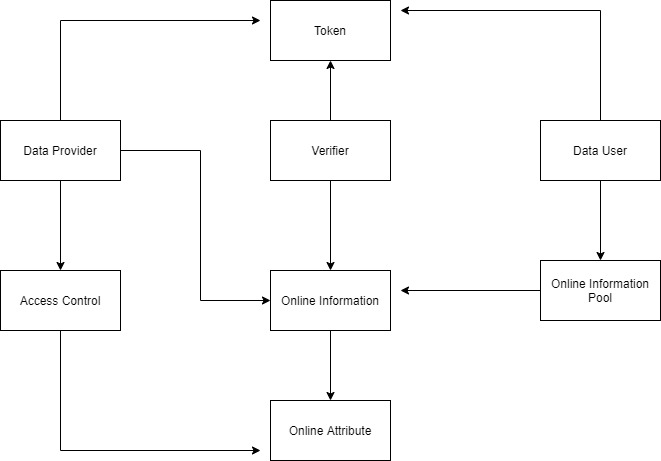 Token
Data Provider
Verifier
Data User
Access Control
Online Information
Online Information
Pool
Online Attribute